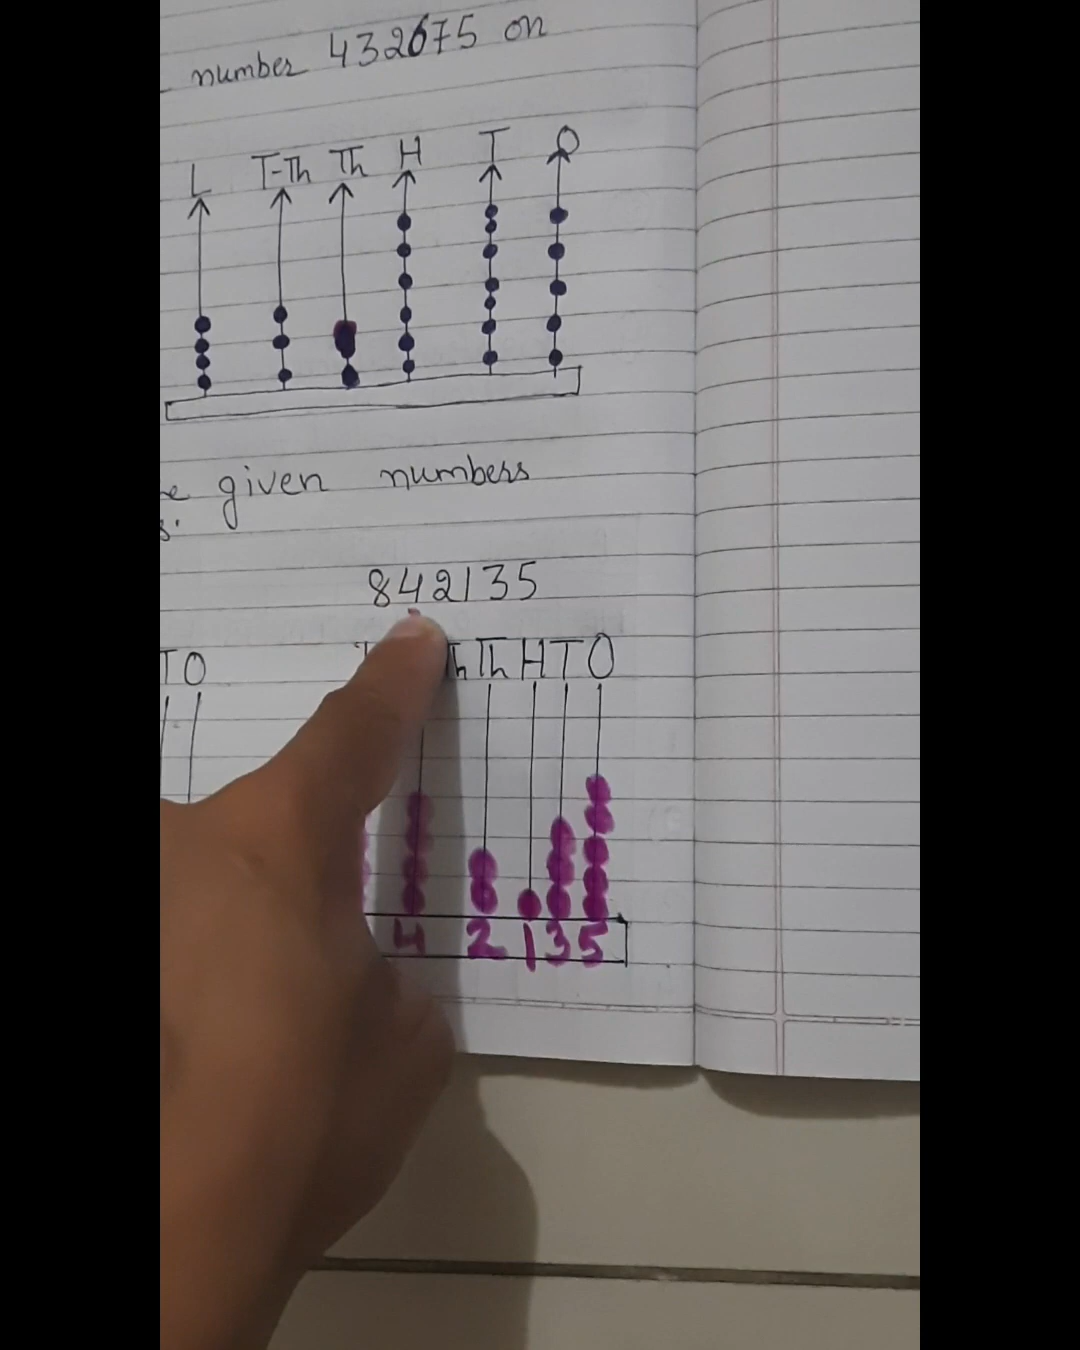 number 432675 on
L T-Th Th H T O
given numbers
842135
TO
Th Th H T O
4 2 1 3 5